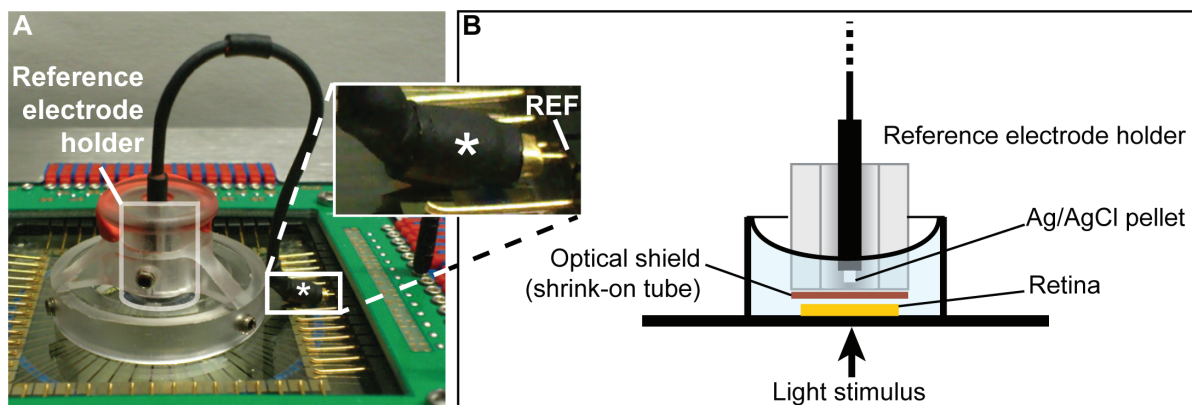 A
Reference
electrode
holder
*
REF
*
B
Reference electrode holder
Ag/AgCl pellet
Optical shield
(shrink-on tube)
Retina
Light stimulus